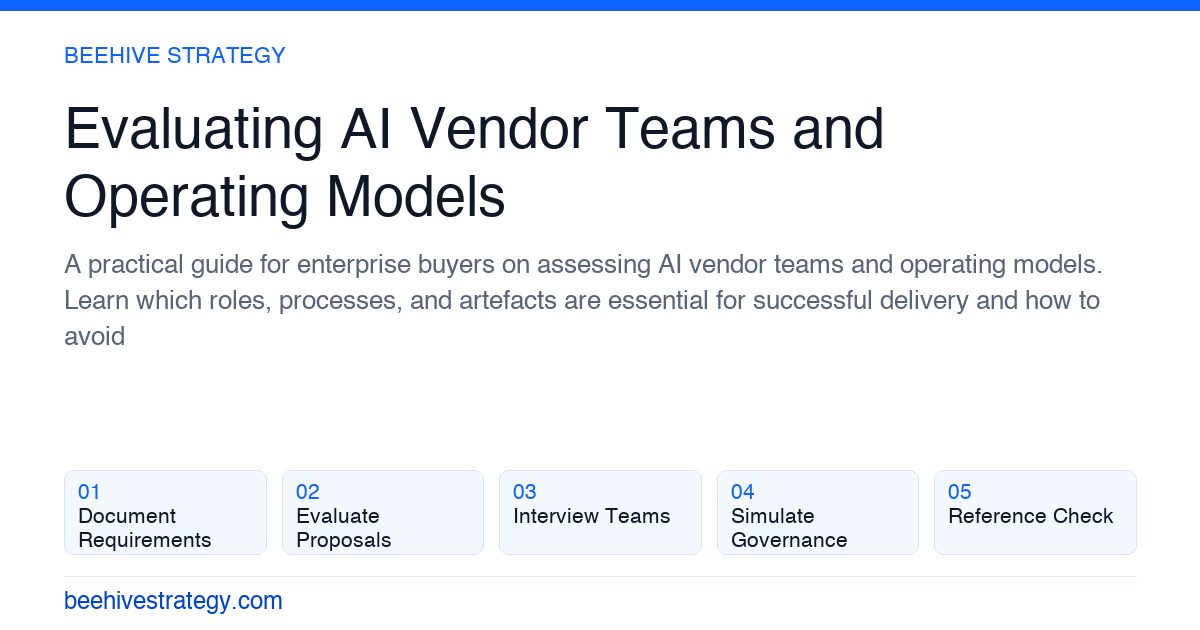 BEEHIVE STRATEGY
Evaluating AI Vendor Teams and
Operating Models
A practical guide for enterprise buyers on assessing AI vendor teams and operating models.
Learn which roles, processes, and artefacts are essential for successful delivery and how to
avoid
01
Document
Requirements
02
Evaluate
Proposals
03
Interview Teams
04
Simulate
Governance
05
Reference Check
beehivestrategy.com